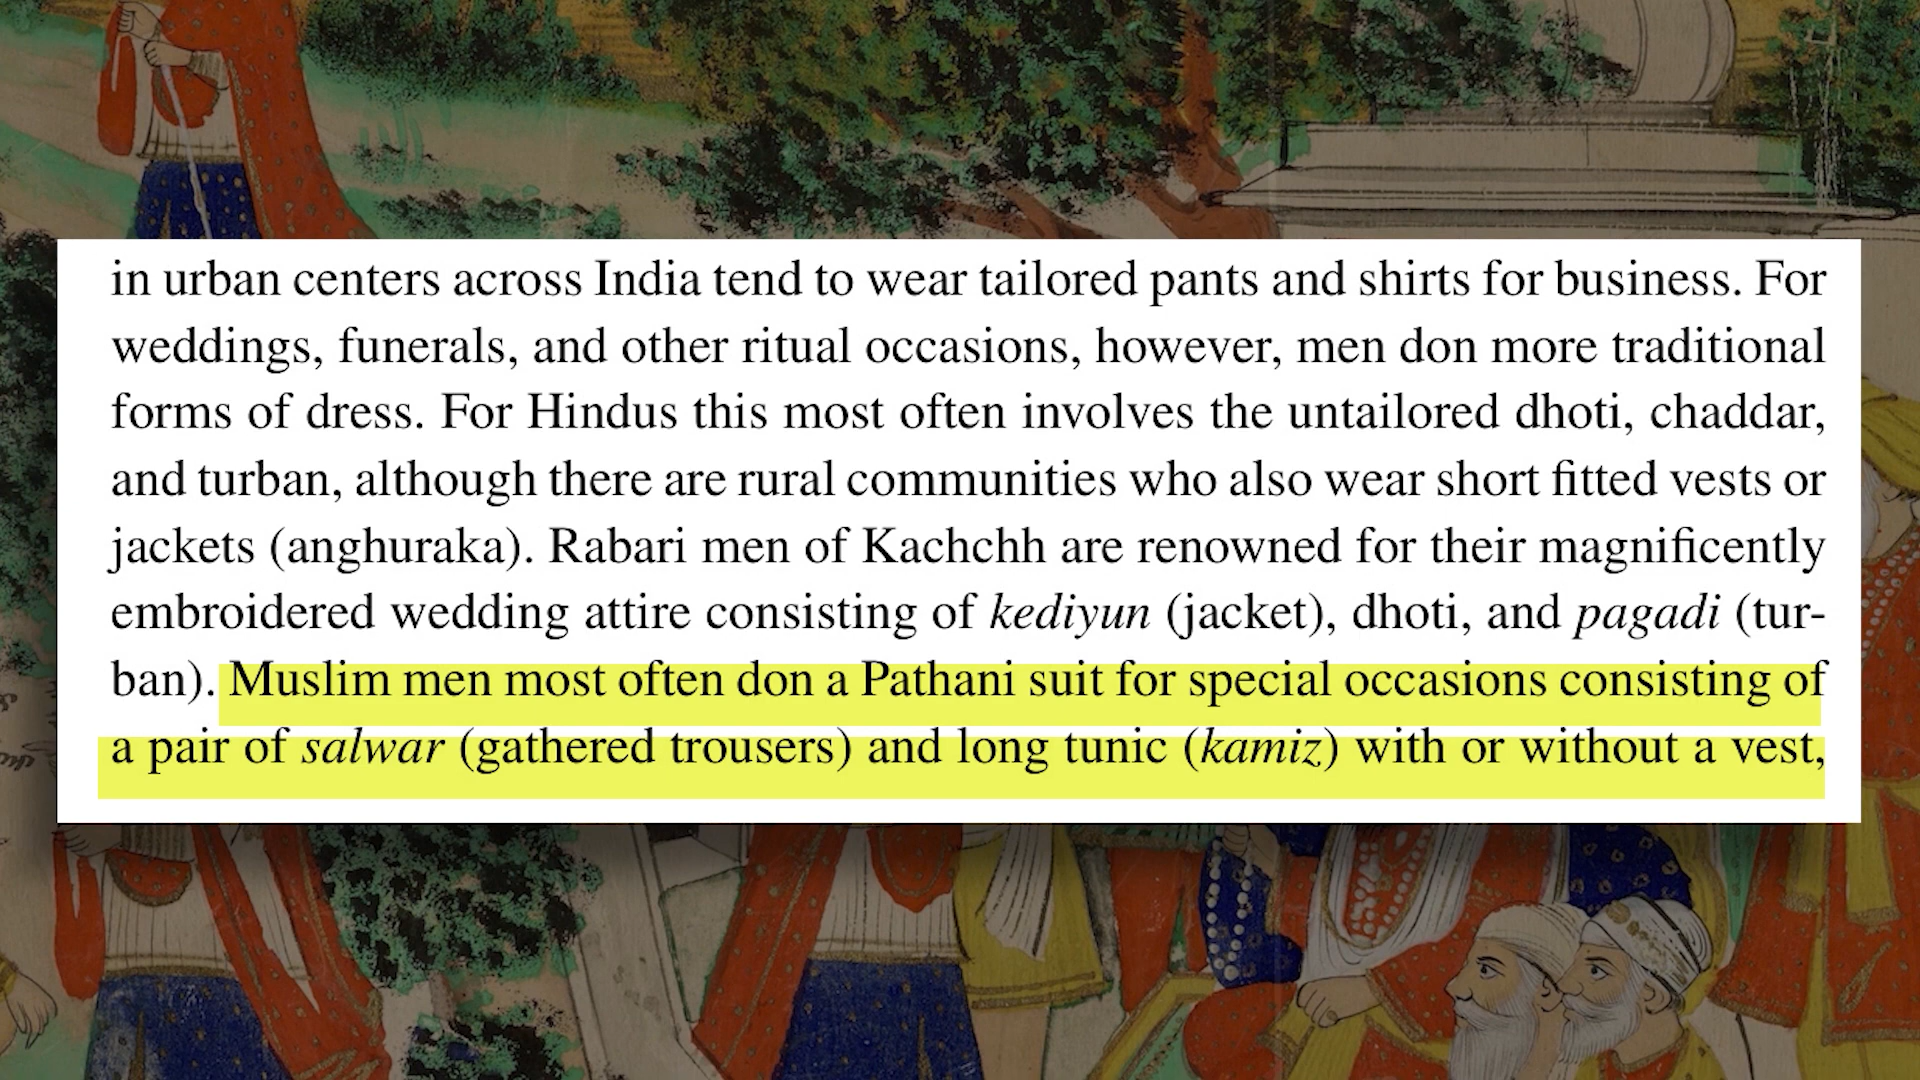 in urban centers across India tend to wear tailored pants and shirts for business. For
weddings, funerals, and other ritual occasions, however, men don more traditional
forms of dress. For Hindus this most often involves the untailored dhoti, chaddar,
and turban, although there are rural communities who also wear short fitted vests or
jackets (anghuraka). Rabari men of Kachchh are renowned for their magnificently
embroidered wedding attire consisting of kediyun (jacket), dhoti, and pagadi (tur-
ban). Muslim men most often don a Pathani suit for special occasions consisting of
a pair of salwar (gathered trousers) and long tunic (kamiz) with or without a vest,